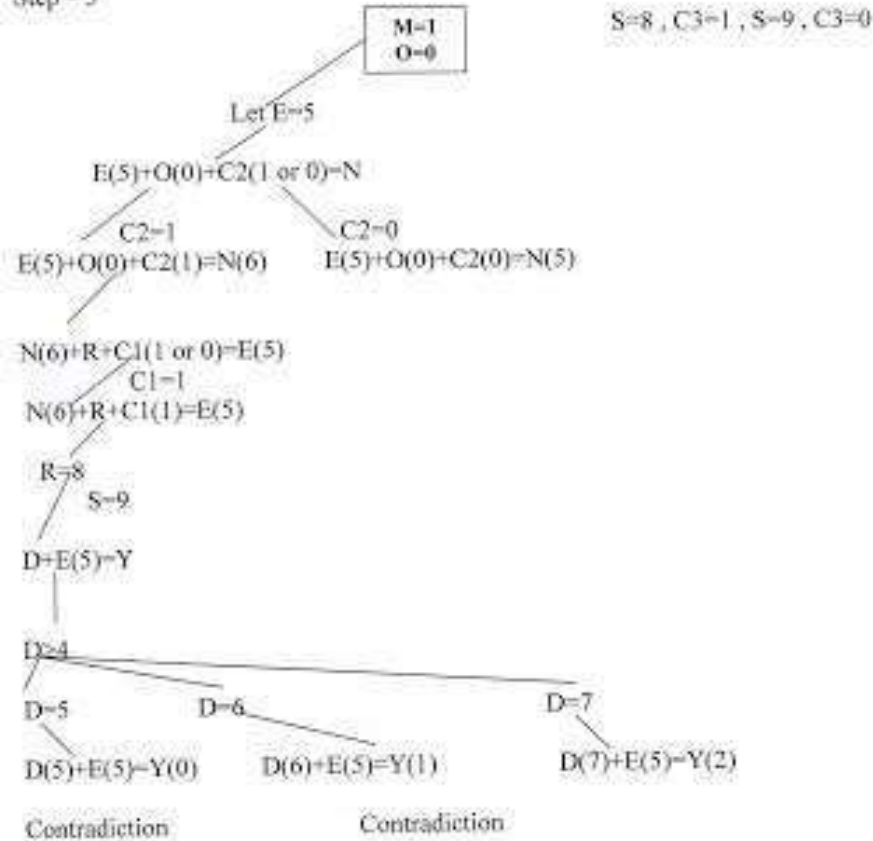 Step – 3
M=1
O=0
S=8 , C3=1 , S=9 , C3=0
Let E=5
E(5)+O(0)+C2(1 or 0)=N
C2=1
C2=0
E(5)+O(0)+C2(1)=N(6)
E(5)+O(0)+C2(0)=N(5)
N(6)+R+C1(1 or 0)=E(5)
C1=1
N(6)+R+C1(1)=E(5)
R=8
S=9
D+E(5)=Y
D>4
D=5
D=6
D=7
D(5)+E(5)=Y(0)
D(6)+E(5)=Y(1)
D(7)+E(5)=Y(2)
Contradiction
Contradiction